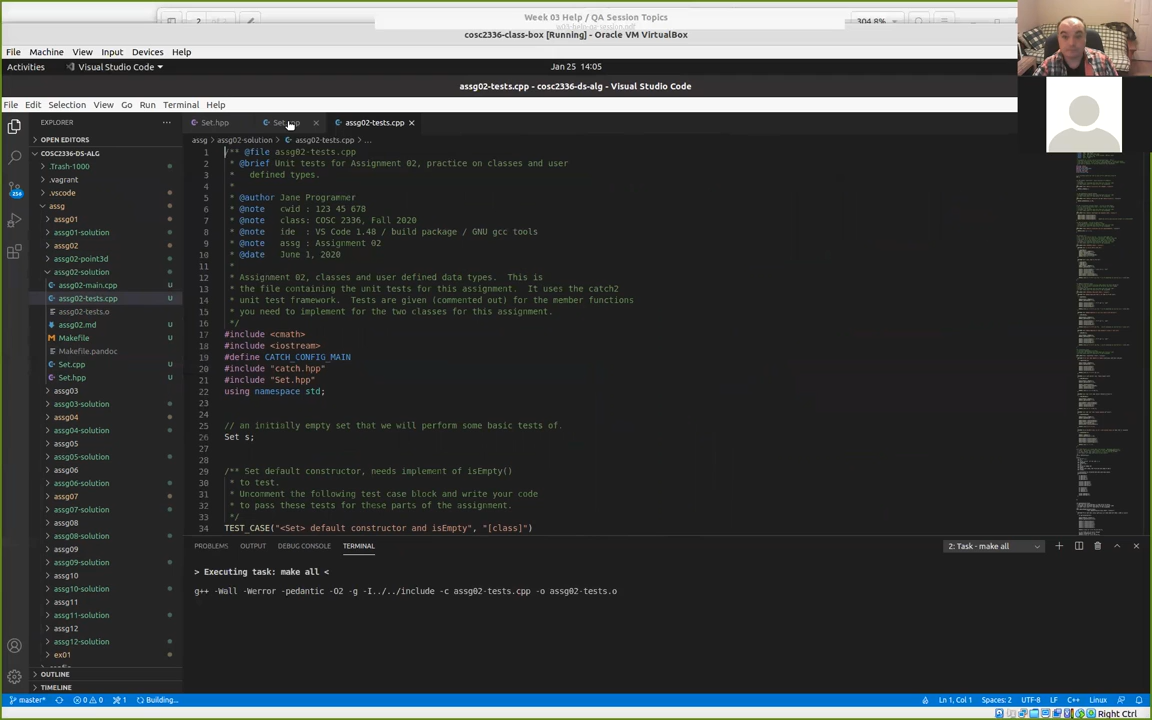 2
Week 03 Help / QA Session Topics
304.8%
w03-help-qa-session.pdf
cosc2336-class-box [Running] - Oracle VM VirtualBox
File Machine View Input Devices Help
Activities Visual Studio Code Jan 25 14:05
assg02-tests.cpp - cosc2336-ds-alg - Visual Studio Code
File Edit Selection View Go Run Terminal Help
EXPLORER ...
OPEN EDITORS
COSC2336-DS-ALG
.Trash-1000
.vagrant
.vscode
assg
assg01
assg01-solution
assg02
assg02-point3d
assg02-solution
assg02-main.cpp U
assg02-tests.cpp U
assg02-tests.o
assg02.md U
Makefile U
Makefile.pandoc
Set.cpp U
Set.hpp U
assg03
assg03-solution
assg04
assg04-solution
assg05
assg05-solution
assg06
assg06-solution
assg07
assg07-solution
assg08
assg08-solution
assg09
assg09-solution
assg10
assg10-solution
assg11
assg11-solution
assg12
assg12-solution
ex01
OUTLINE
TIMELINE
256
Set.hpp assg02-tests.cpp
assg > assg02-solution > assg02-tests.cpp > ...
1 /** @file assg02-tests.cpp
2 * @brief Unit tests for Assignment 02, practice on classes and user
3 * defined types.
4 *
5 * @author Jane Programmer
6 * @note cwid : 123 45 678
7 * @note class: COSC 2336, Fall 2020
8 * @note ide : VS Code 1.48 / build package / GNU gcc tools
9 * @note assg : Assignment 02
10 * @date June 1, 2020
11 *
12 * Assignment 02, classes and user defined data types. This is
13 * the file containing the unit tests for this assignment. It uses the catch2
14 * unit test framework. Tests are given (commented out) for the member functions
15 * you need to implement for the two classes for this assignment.
16 */
17 #include <cmath>
18 #include <iostream>
19 #define CATCH_CONFIG_MAIN
20 #include "catch.hpp"
21 #include "Set.hpp"
22 using namespace std;
23
24
25 // an initially empty set that we will perform some basic tests of.
26 Set s;
27
28
29 /** Set default constructor, needs implement of isEmpty()
30 * to test.
31 * Uncomment the following test case block and write your code
32 * to pass these tests for these parts of the assignment.
33 */
34 TEST_CASE("<Set> default constructor and isEmpty", "[class]")
PROBLEMS OUTPUT DEBUG CONSOLE TERMINAL 2: Task - make all
> Executing task: make all <
g++ -Wall -Werror -pedantic -O2 -g -I../../include -c assg02-tests.cpp -o assg02-tests.o
master* 0 0 1 Building... Ln 1, Col 1 Spaces: 2 UTF-8 LF C++ Linux
Right Ctrl